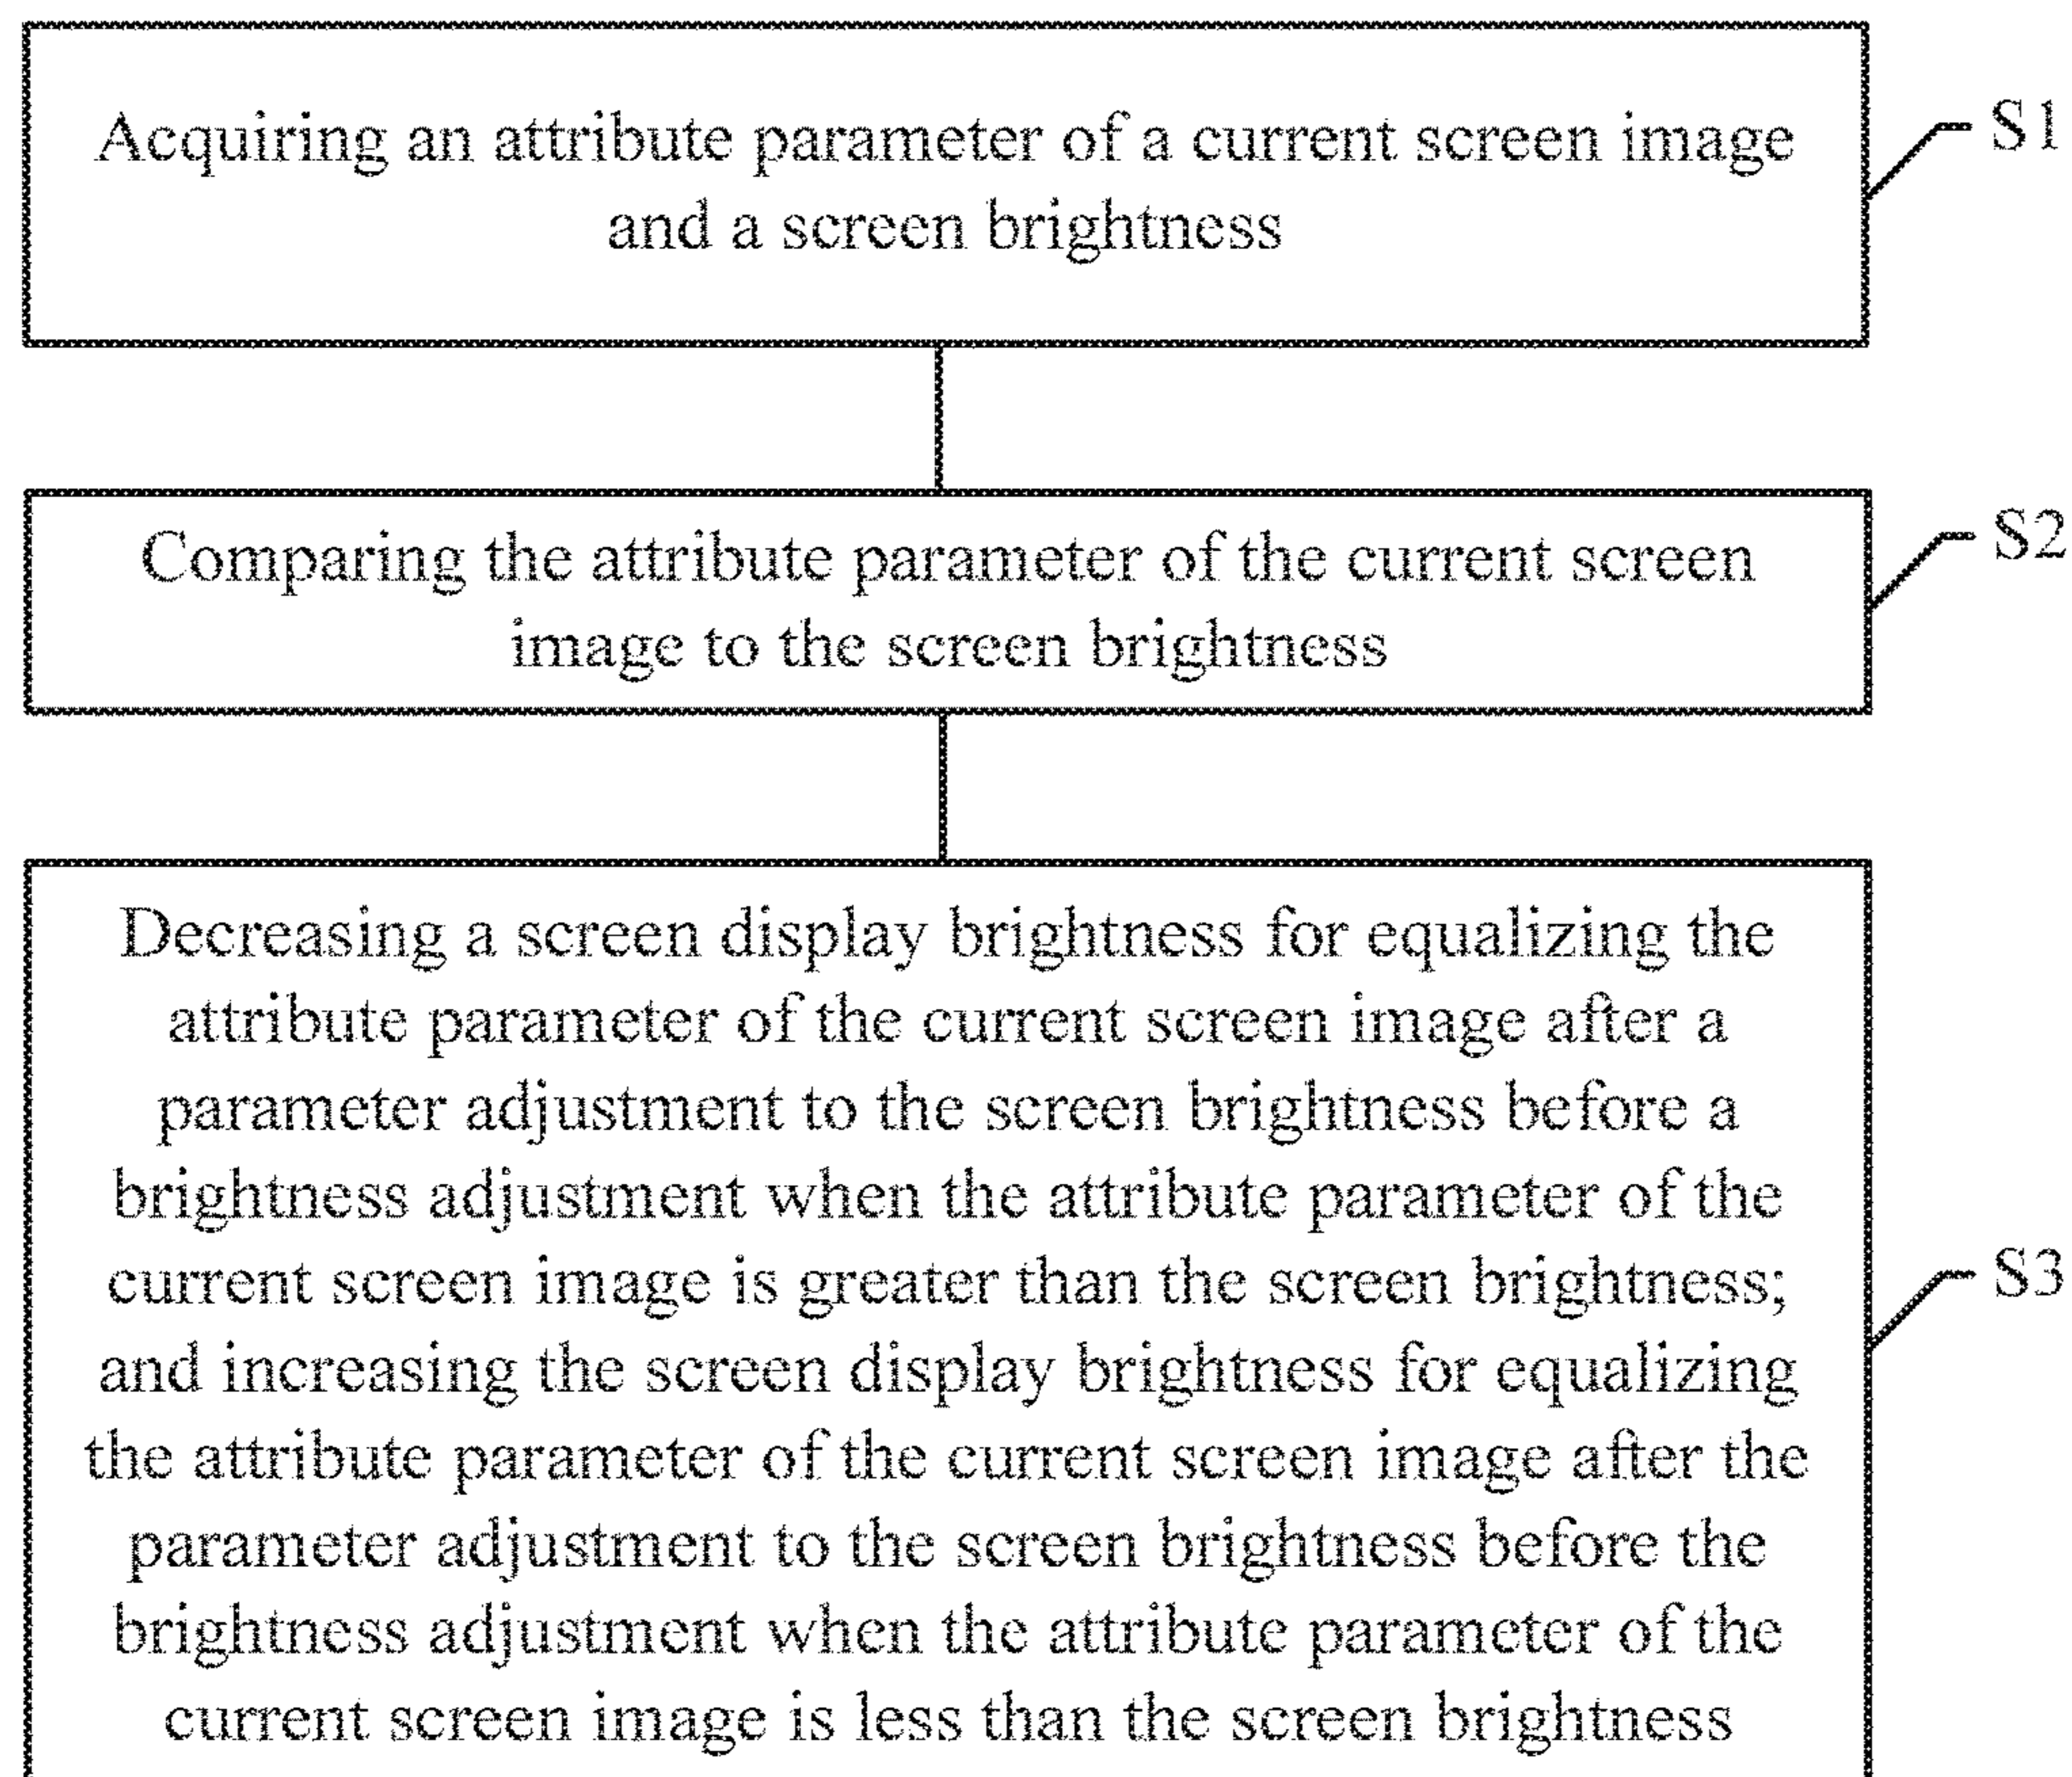 Acquiring an attribute parameter of a current screen image
and a screen brightness
S1
Comparing the attribute parameter of the current screen
image to the screen brightness
S2
Decreasing a screen display brightness for equalizing the
attribute parameter of the current screen image after a
parameter adjustment to the screen brightness before a
brightness adjustment when the attribute parameter of the
current screen image is greater than the screen brightness;
and increasing the screen display brightness for equalizing
the attribute parameter of the current screen image after the
parameter adjustment to the screen brightness before the
brightness adjustment when the attribute parameter of the
current screen image is less than the screen brightness
S3